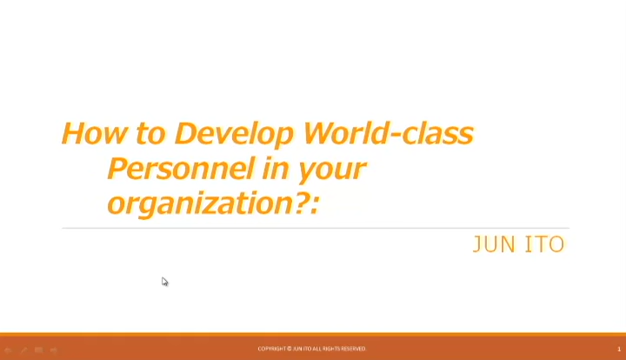 How to Develop World-class
Personnel in your
organization?:
JUN ITO
COPYRIGHT © JUN ITO ALL RIGHTS RESERVED.
1